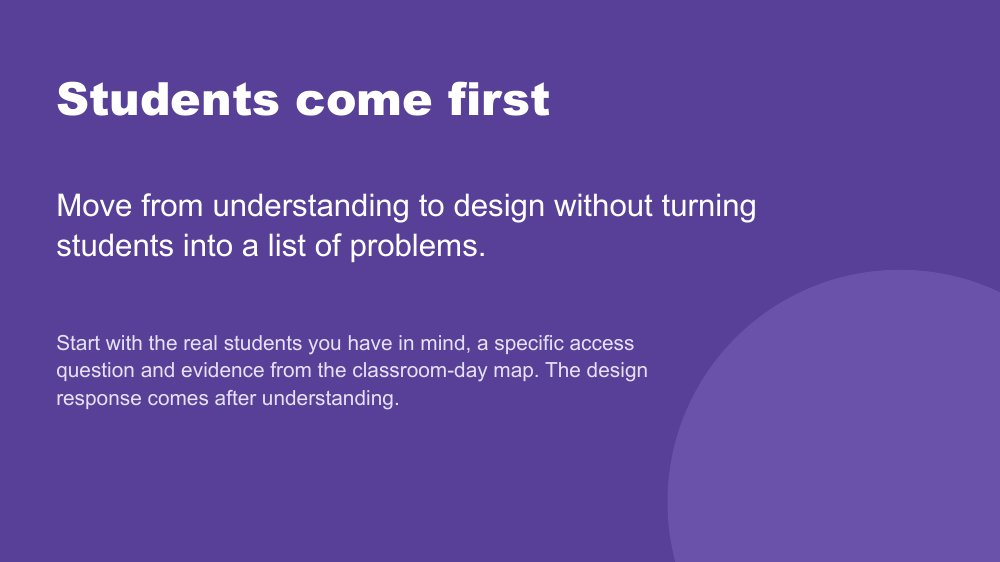 Students come first
Move from understanding to design without turning
students into a list of problems.
Start with the real students you have in mind, a specific access
question and evidence from the classroom-day map. The design
response comes after understanding.